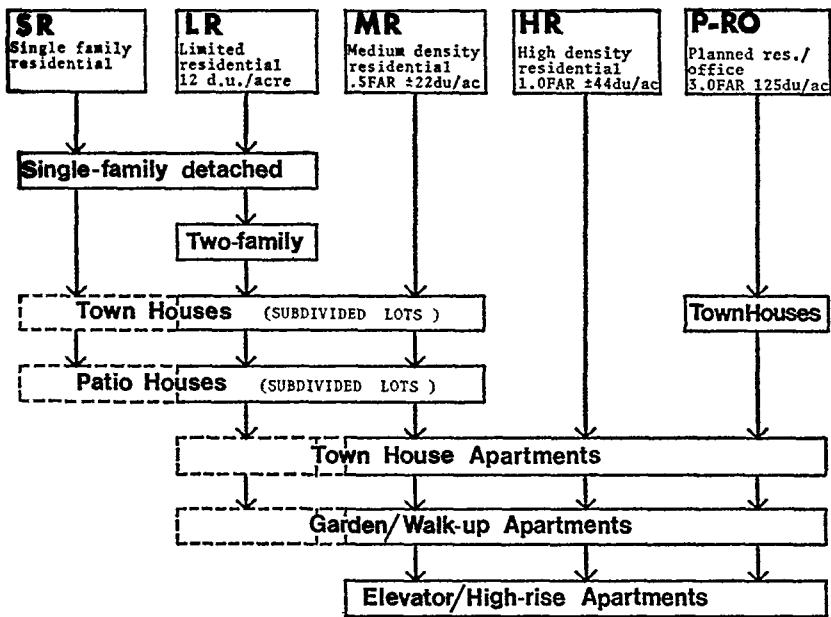 SR
Single family
residential
LR
Limited
residential
12 d.u./acre
MR
Medium density
residential
.5FAR ±22du/ac
HR
High density
residential
1.0FAR ±44du/ac
P-RO
Planned res./
office
3.0FAR 125du/ac
Single-family detached
Two-family
Town Houses (SUBDIVIDED LOTS )
TownHouses
Patio Houses (SUBDIVIDED LOTS )
Town House Apartments
Garden/Walk-up Apartments
Elevator/High-rise Apartments